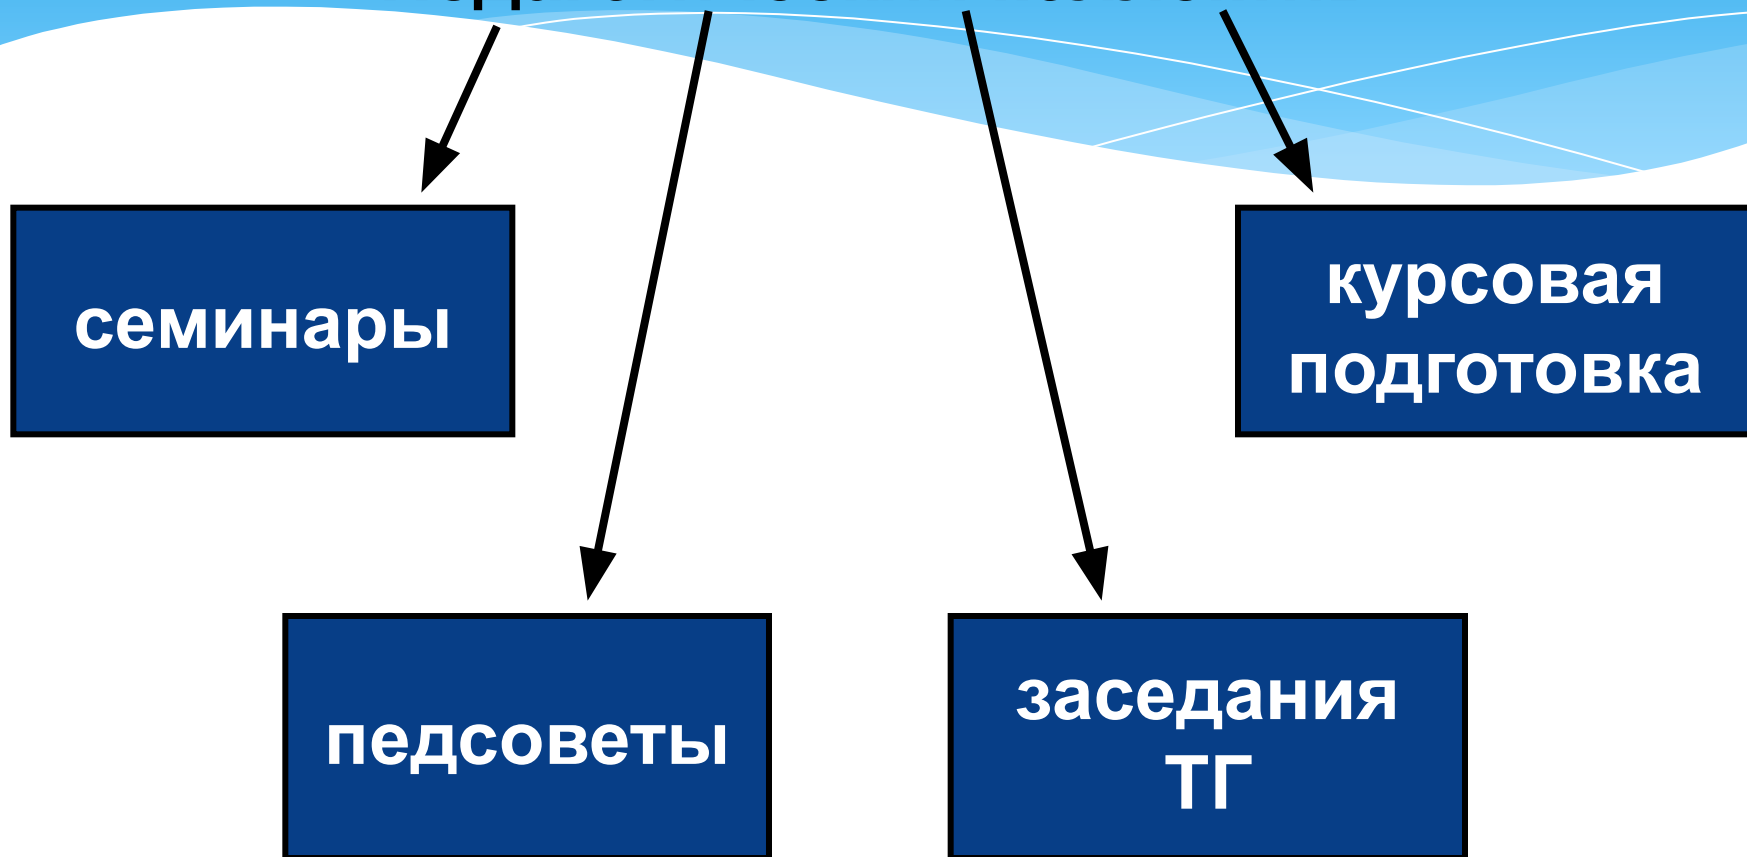 семинары
курсовая
подготовка
педсоветы
заседания
ТГ